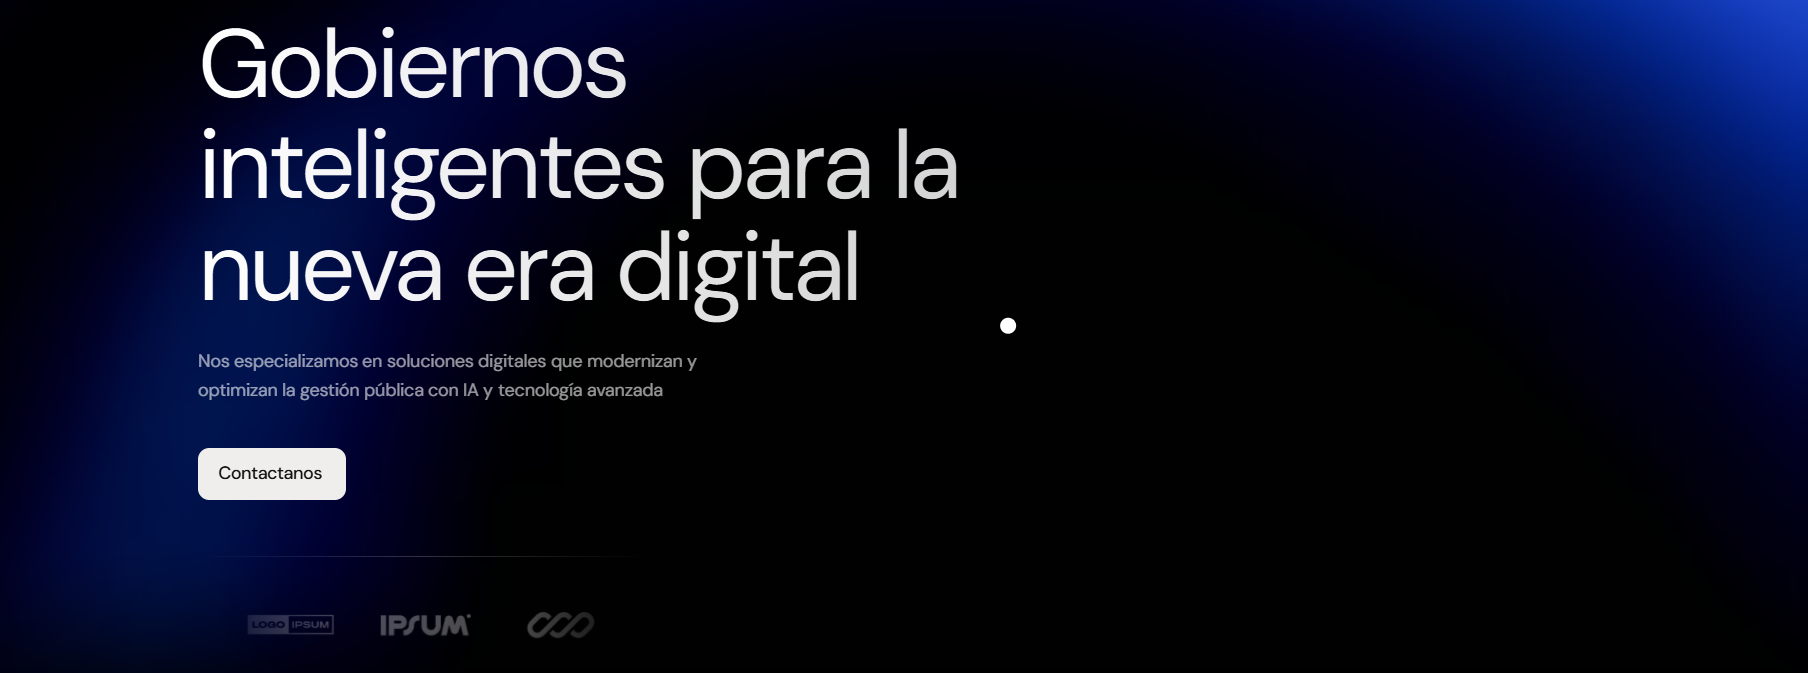 Gobiernos
inteligentes para la
nueva era digital
Nos especializamos en soluciones digitales que modernizan y
optimizan la gestión pública con IA y tecnología avanzada
Contactanos
LOGO IPSUM IPSUM